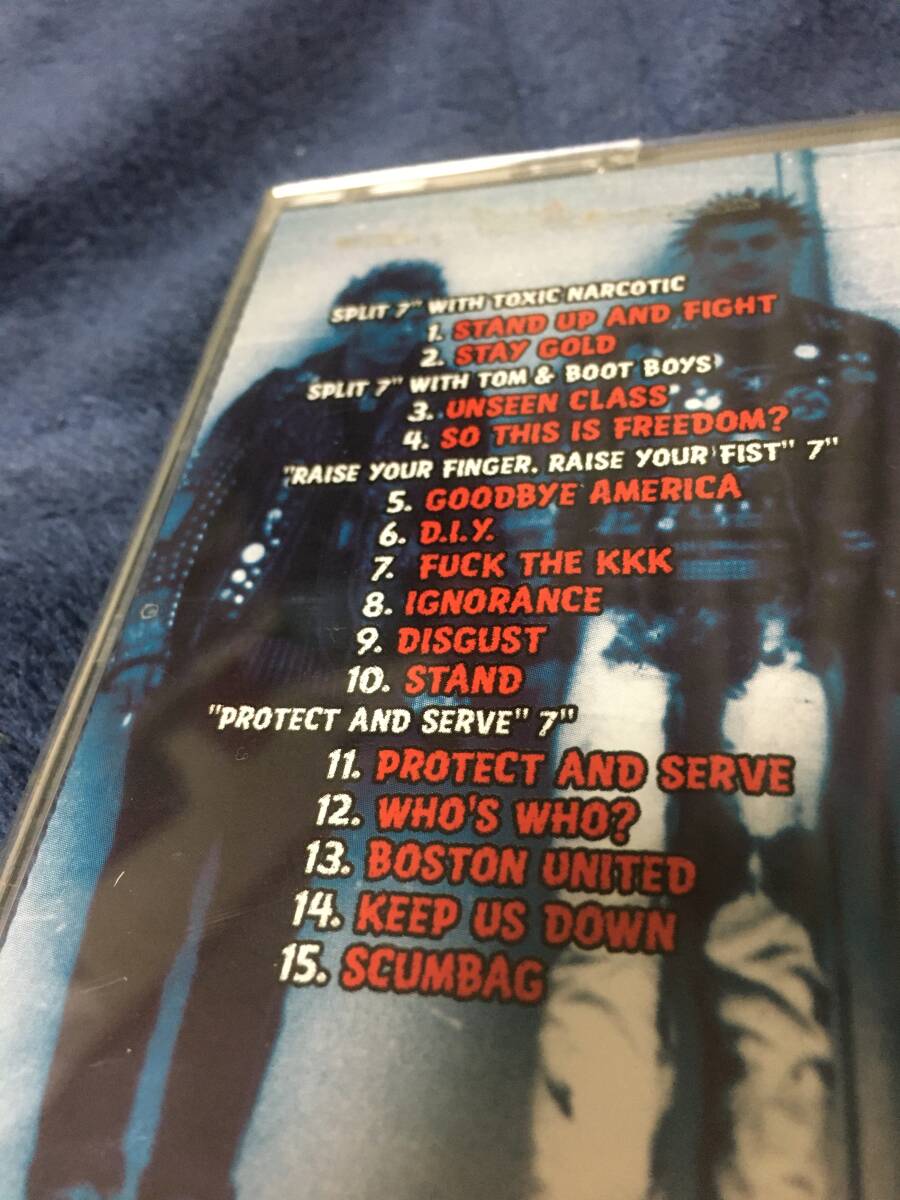 SPLIT 7" WITH TOXIC NARCOTIC
1. STAND UP AND FIGHT
2. STAY GOLD
SPLIT 7" WITH TOM & BOOT BOYS
3. UNSEEN CLASS
4. SO THIS IS FREEDOM?
"RAISE YOUR FINGER. RAISE YOUR FIST" 7"
5. GOODBYE AMERICA
6. D.I.Y.
7. FUCK THE KKK
8. IGNORANCE
9. DISGUST
10. STAND
"PROTECT AND SERVE" 7"
11. PROTECT AND SERVE
12. WHO'S WHO?
13. BOSTON UNITED
14. KEEP US DOWN
15. SCUMBAG